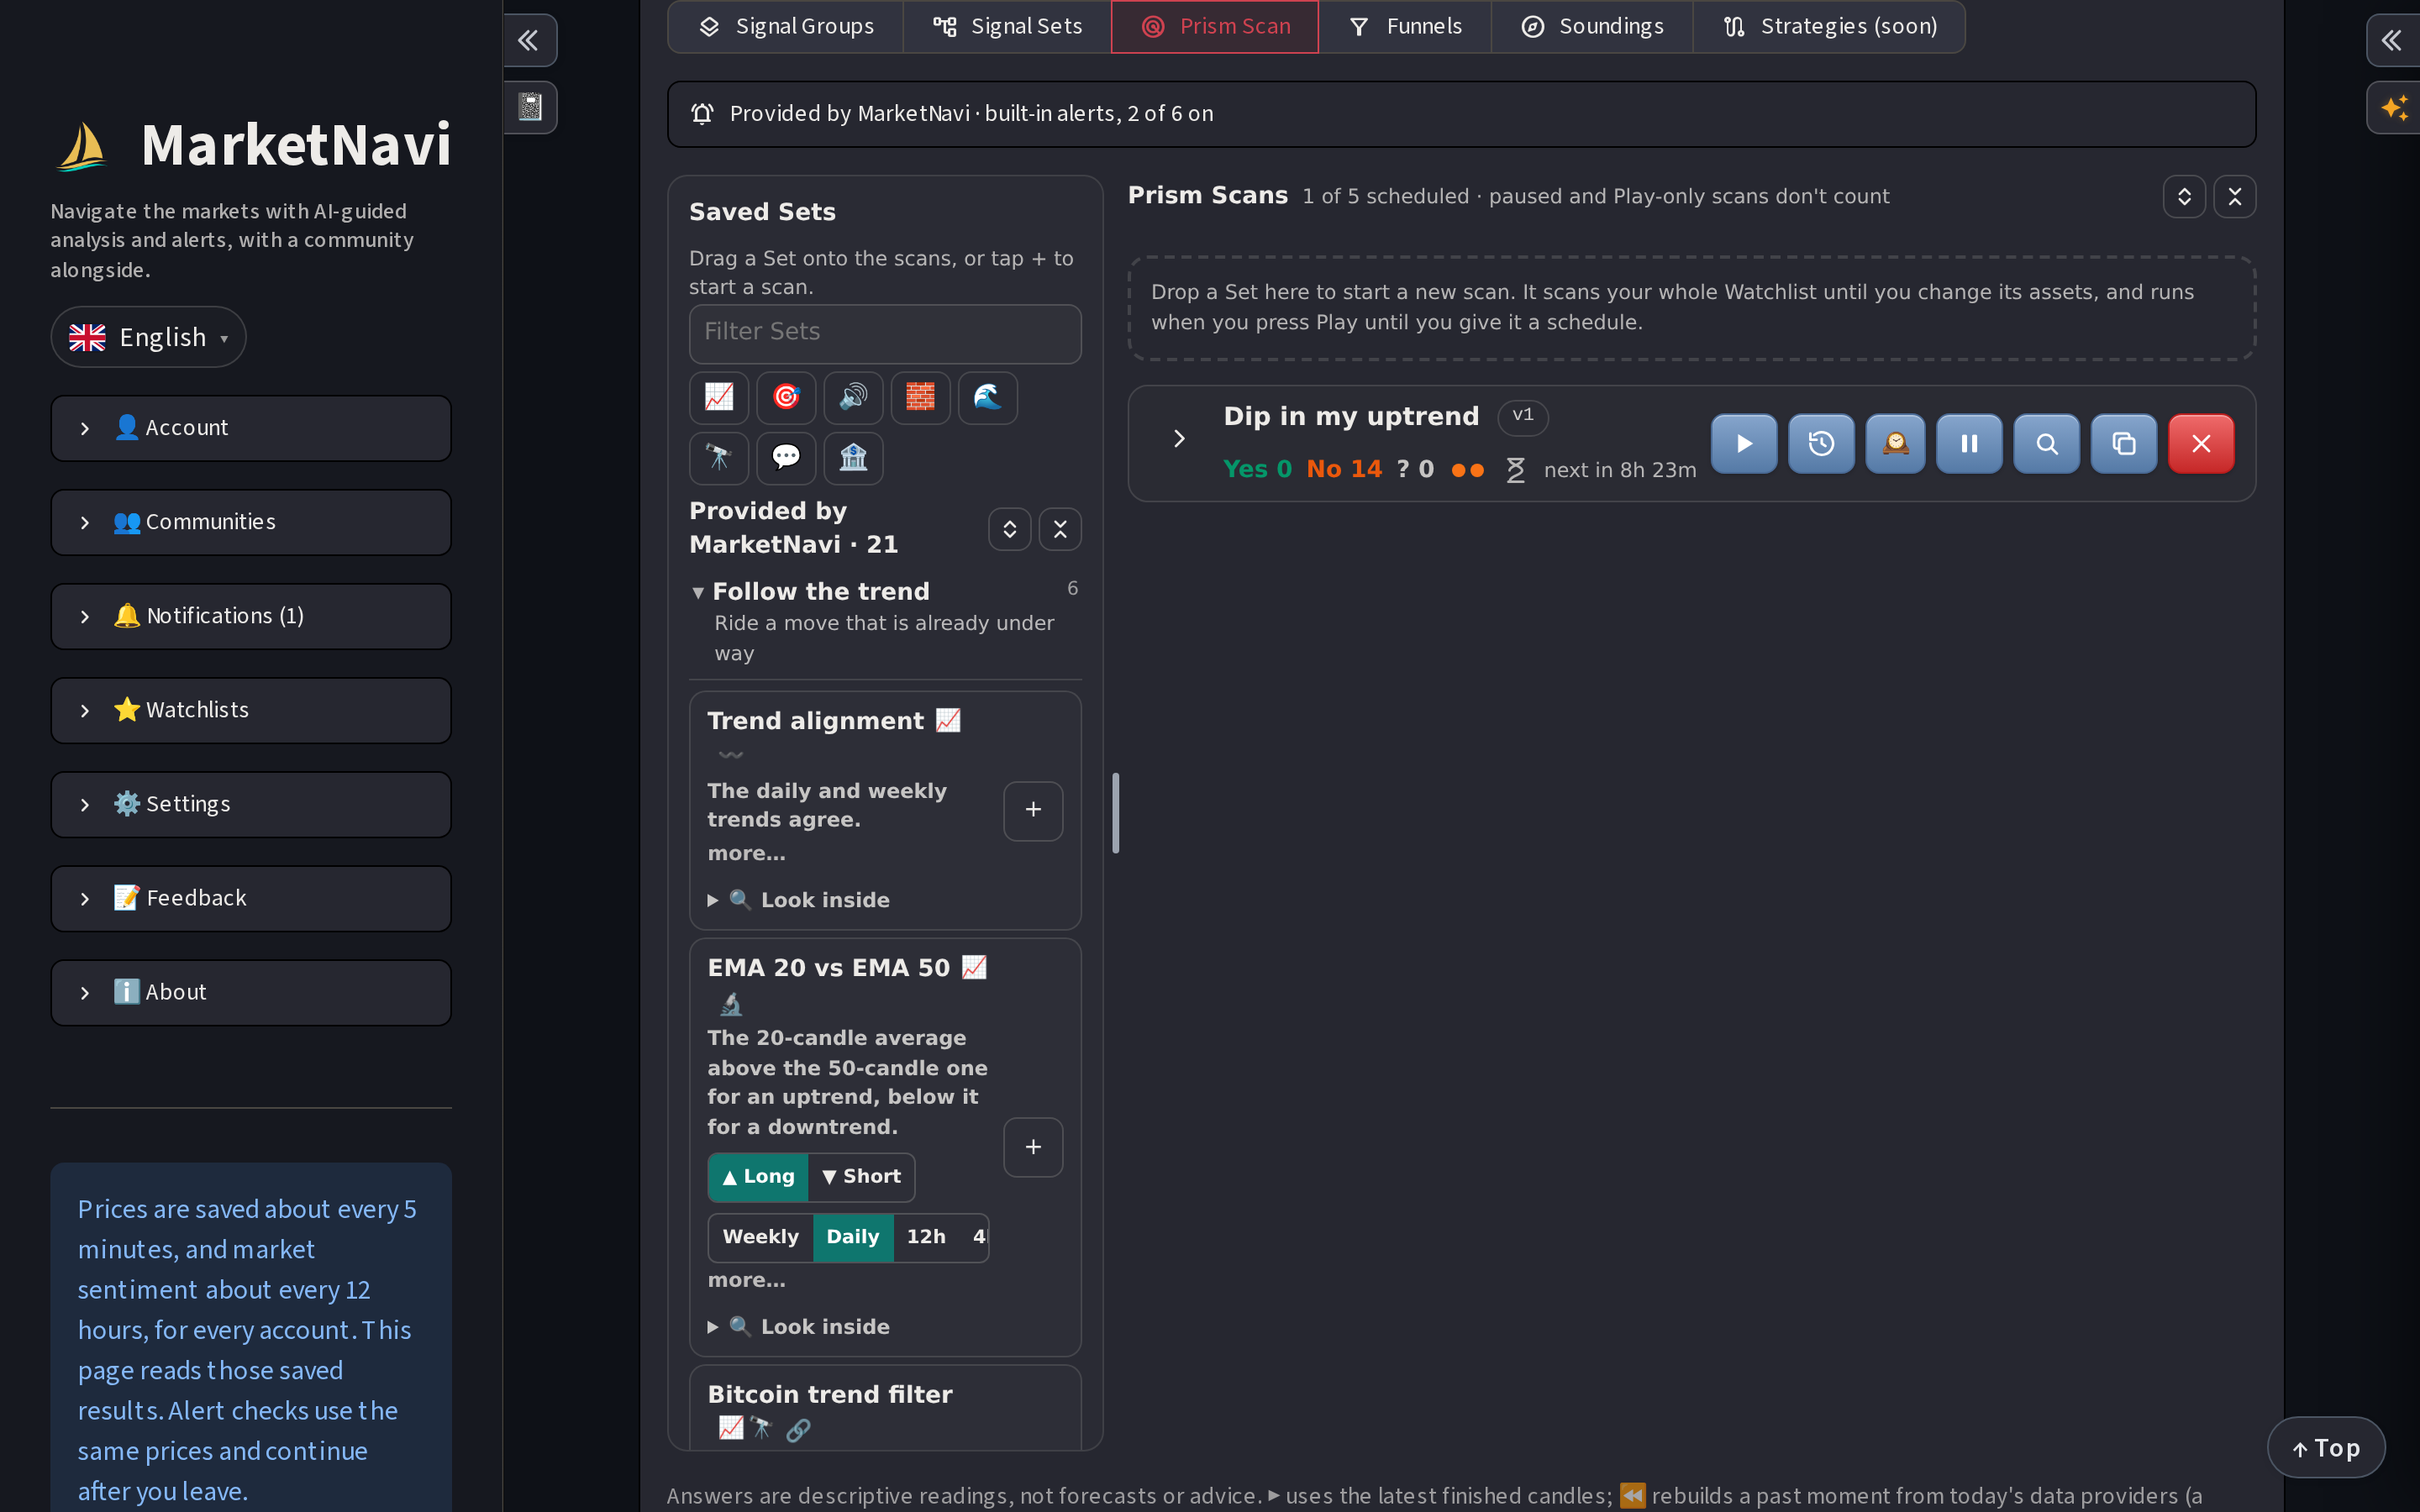 Signal Groups
Signal Sets
Prism Scan
Funnels
Soundings
Strategies (soon)
Provided by MarketNavi · built-in alerts, 2 of 6 on
MarketNavi
Navigate the markets with AI-guided
analysis and alerts, with a community
alongside.
English
Account
Communities
Notifications (1)
Watchlists
Settings
Feedback
About
Prices are saved about every 5
minutes, and market
sentiment about every 12
hours, for every account. This
page reads those saved
results. Alert checks use the
same prices and continue
after you leave.
Saved Sets
Drag a Set onto the scans, or tap + to
start a scan.
Filter Sets
Provided by
MarketNavi · 21
Follow the trend 6
Ride a move that is already under
way
Trend alignment
The daily and weekly
trends agree.
more...
Look inside
EMA 20 vs EMA 50
The 20-candle average
above the 50-candle one
for an uptrend, below it
for a downtrend.
▲ Long ▼ Short
Weekly Daily 12h 4
more...
Look inside
Bitcoin trend filter
Prism Scans 1 of 5 scheduled · paused and Play-only scans don't count
Drop a Set here to start a new scan. It scans your whole Watchlist until you change its assets, and runs
when you press Play until you give it a schedule.
Dip in my uptrend v1
Yes 0 No 14 ? 0 next in 8h 23m
↑ Top
Answers are descriptive readings, not forecasts or advice. ▶ uses the latest finished candles; ⏪ rebuilds a past moment from today's data providers (a